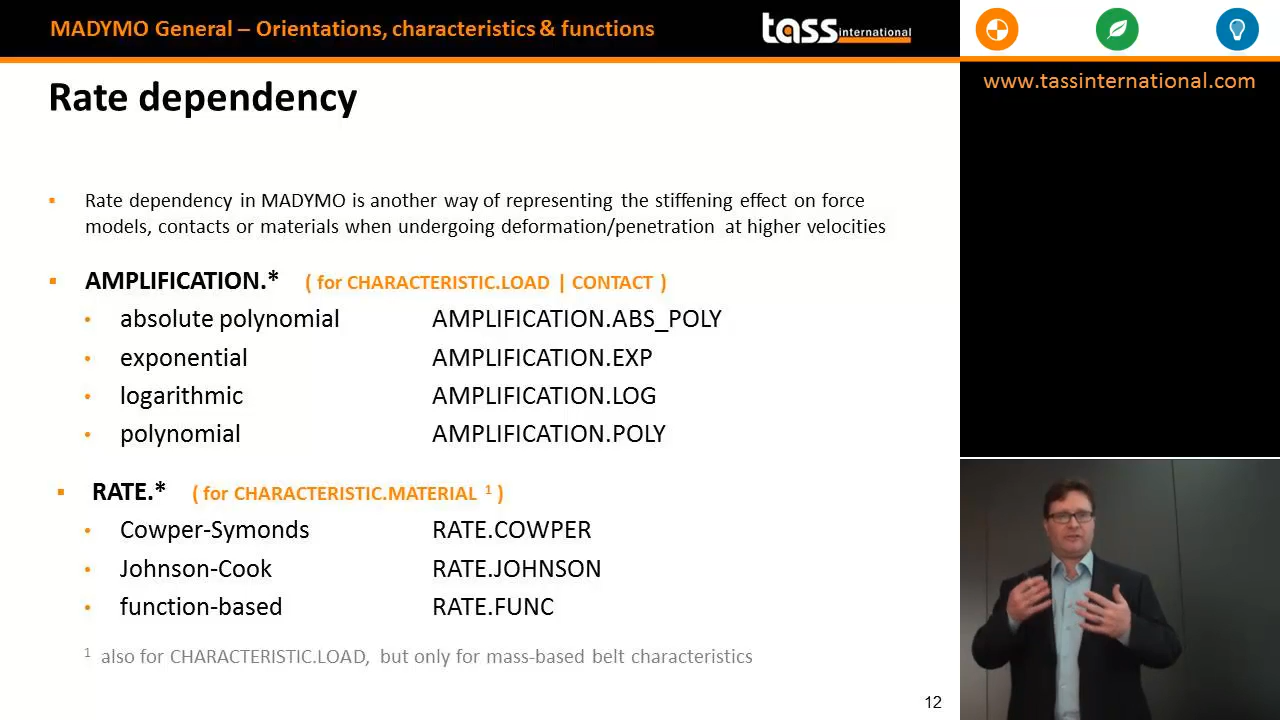 MADYMO General – Orientations, characteristics & functions
tass international
www.tassinternational.com
Rate dependency
▪ Rate dependency in MADYMO is another way of representing the stiffening effect on force
models, contacts or materials when undergoing deformation/penetration at higher velocities
▪ AMPLIFICATION.* ( for CHARACTERISTIC.LOAD | CONTACT )
• absolute polynomial AMPLIFICATION.ABS_POLY
• exponential AMPLIFICATION.EXP
• logarithmic AMPLIFICATION.LOG
• polynomial AMPLIFICATION.POLY
▪ RATE.* ( for CHARACTERISTIC.MATERIAL ¹ )
• Cowper-Symonds RATE.COWPER
• Johnson-Cook RATE.JOHNSON
• function-based RATE.FUNC
¹ also for CHARACTERISTIC.LOAD, but only for mass-based belt characteristics
12